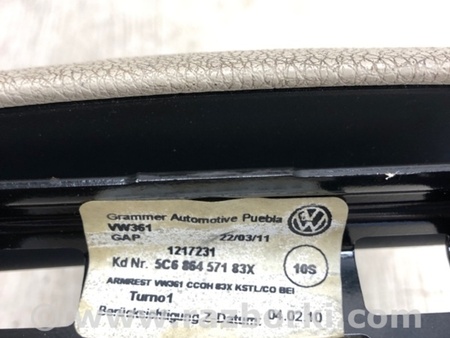 Grammer Automotive Puebla
VW361
GAP 22/03/11
1217231
Kd Nr. 5C6 864 571 83X
10S
ARMREST VW361 CCOH 83X KSTL/CO BEI
Turno1
Berücksichtigung Z Datum: 04.02.10